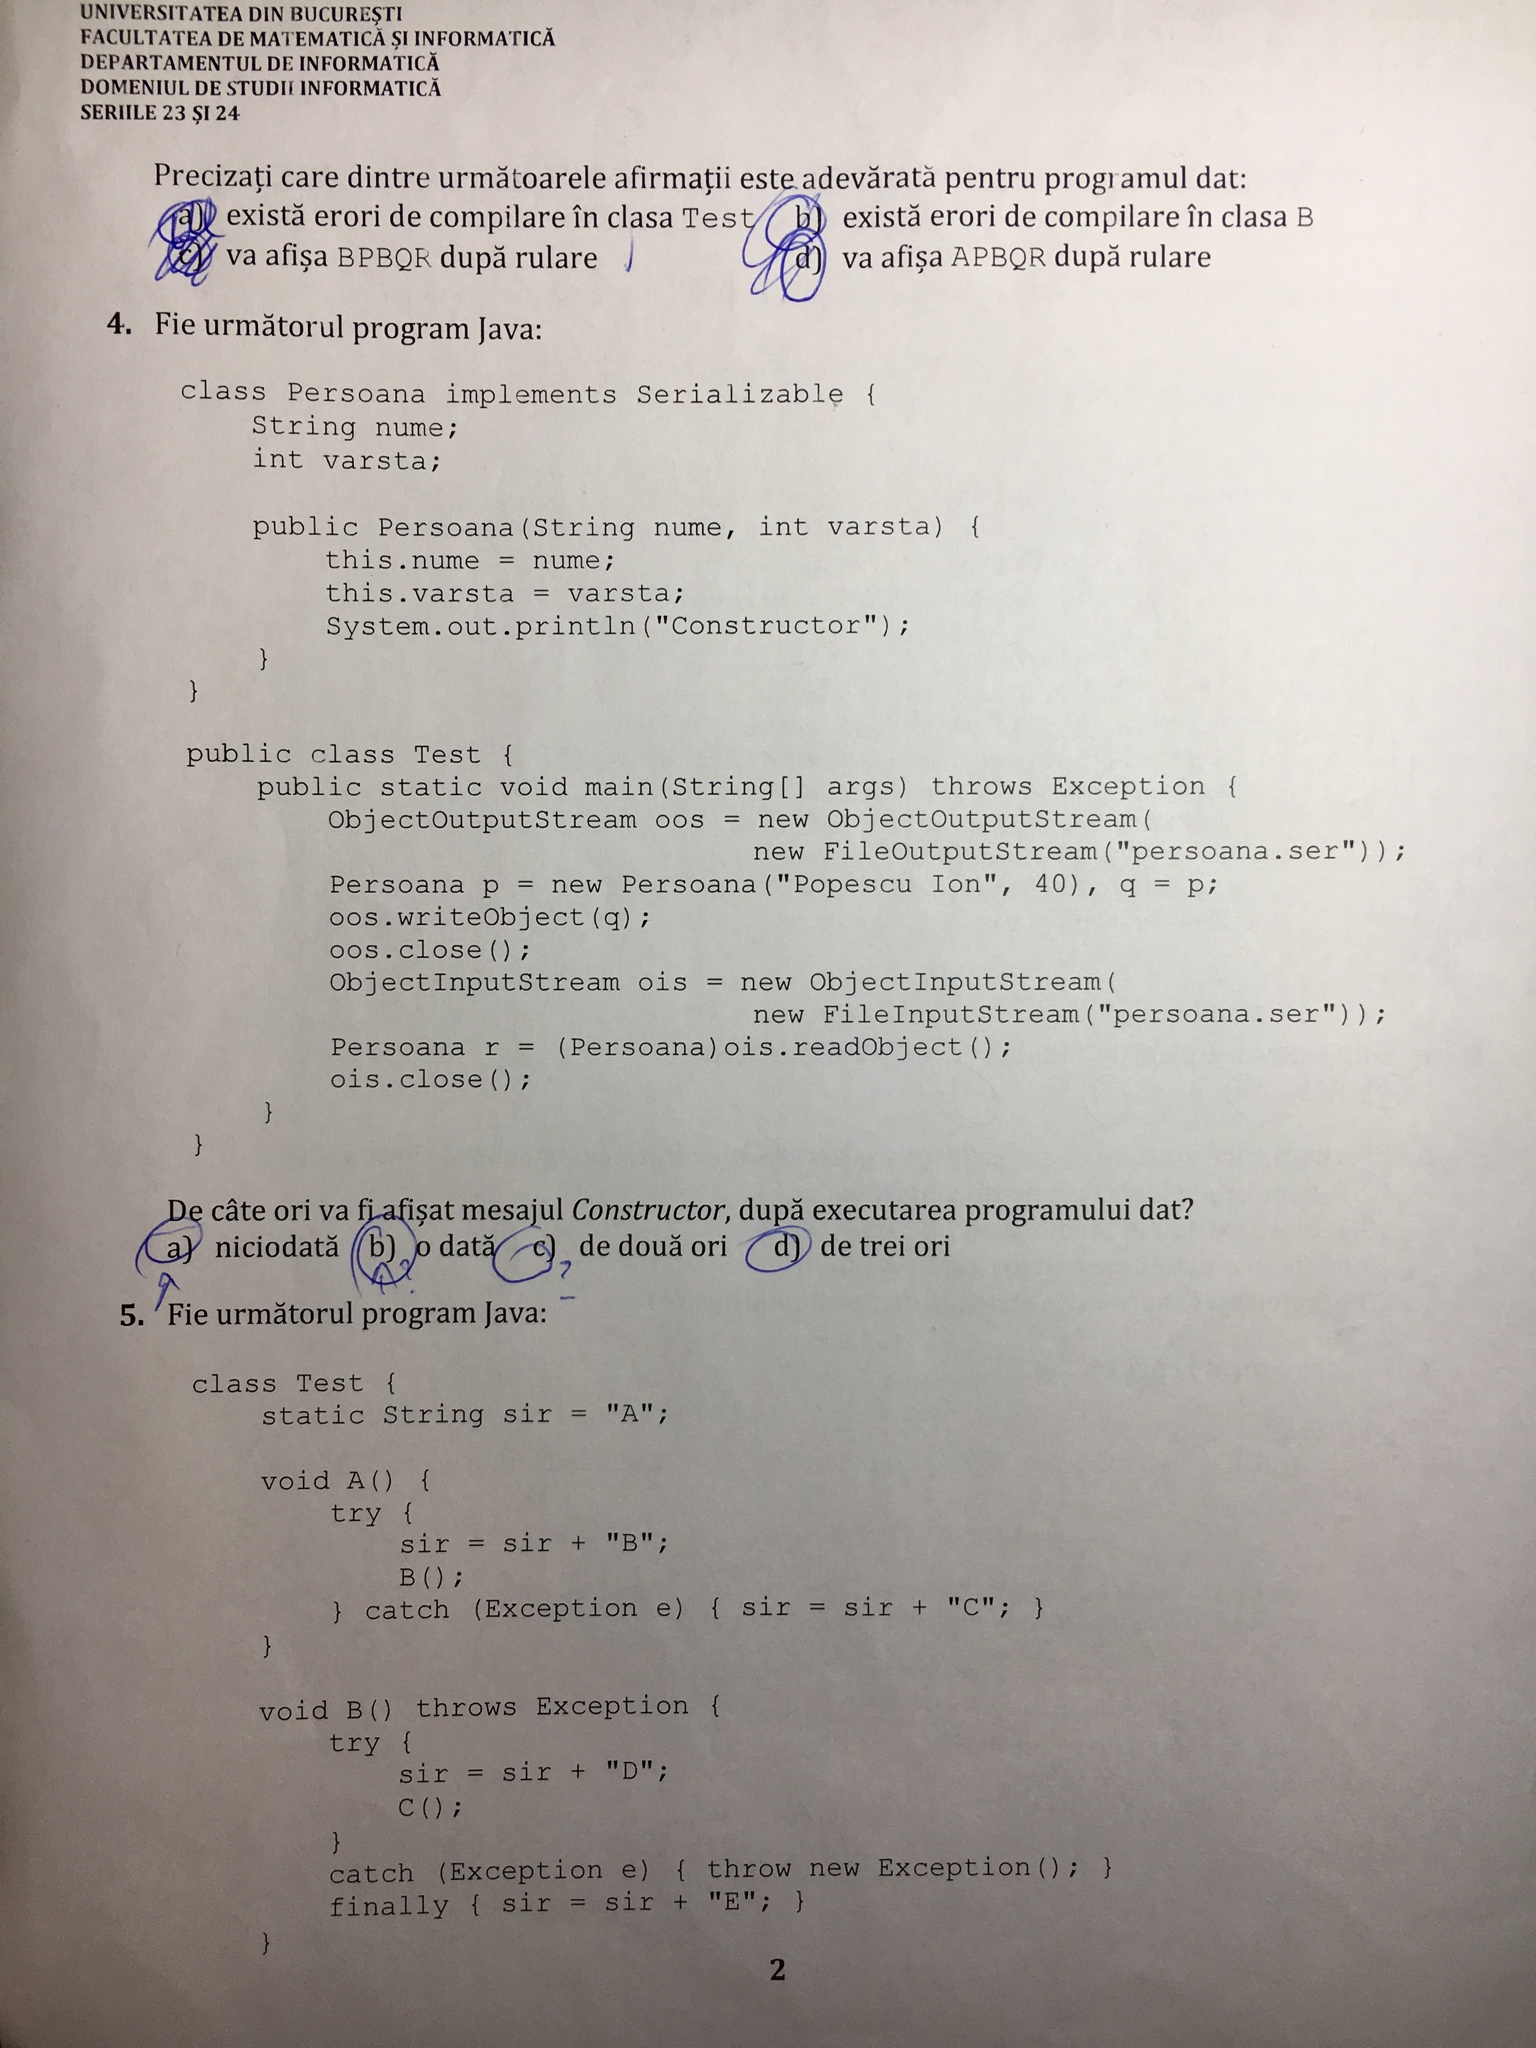 UNIVERSITATEA DIN BUCUREȘTI
FACULTATEA DE MATEMATICĂ ȘI INFORMATICĂ
DEPARTAMENTUL DE INFORMATICĂ
DOMENIUL DE STUDII INFORMATICĂ
SERIILE 23 ȘI 24
Precizați care dintre următoarele afirmații este adevărată pentru programul dat:
a) există erori de compilare în clasa Test b) există erori de compilare în clasa B
c) va afișa BPBQR după rulare d) va afișa APBQR după rulare
4. Fie următorul program Java:
class Persoana implements Serializable {
String nume;
int varsta;
public Persoana(String nume, int varsta) {
this.nume = nume;
this.varsta = varsta;
System.out.println("Constructor");
}
}
public class Test {
public static void main(String[] args) throws Exception {
ObjectOutputStream oos = new ObjectOutputStream(
new FileOutputStream("persoana.ser"));
Persoana p = new Persoana("Popescu Ion", 40), q = p;
oos.writeObject(q);
oos.close();
ObjectInputStream ois = new ObjectInputStream(
new FileInputStream("persoana.ser"));
Persoana r = (Persoana)ois.readObject();
ois.close();
}
}
De câte ori va fi afișat mesajul Constructor, după executarea programului dat?
a) niciodată b) o dată c) de două ori d) de trei ori
? ?
5. Fie următorul program Java:
class Test {
static String sir = "A";
void A() {
try {
sir = sir + "B";
B();
} catch (Exception e) { sir = sir + "C"; }
}
void B() throws Exception {
try {
sir = sir + "D";
C();
}
catch (Exception e) { throw new Exception(); }
finally { sir = sir + "E"; }
}
2